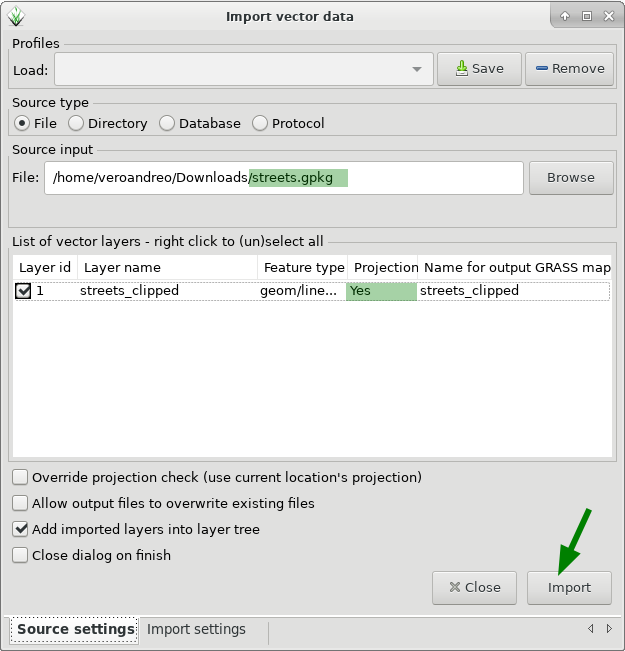 Import vector data
Profiles
Load:
Save
Remove
Source type
File Directory Database Protocol
Source input
File: /home/veroandreo/Downloads/streets.gpkg Browse
List of vector layers - right click to (un)select all
Layer id Layer name Feature type Projection Name for output GRASS map
1 streets_clipped geom/line... Yes streets_clipped
Override projection check (use current location's projection)
Allow output files to overwrite existing files
Add imported layers into layer tree
Close dialog on finish
Close Import
Source settings Import settings